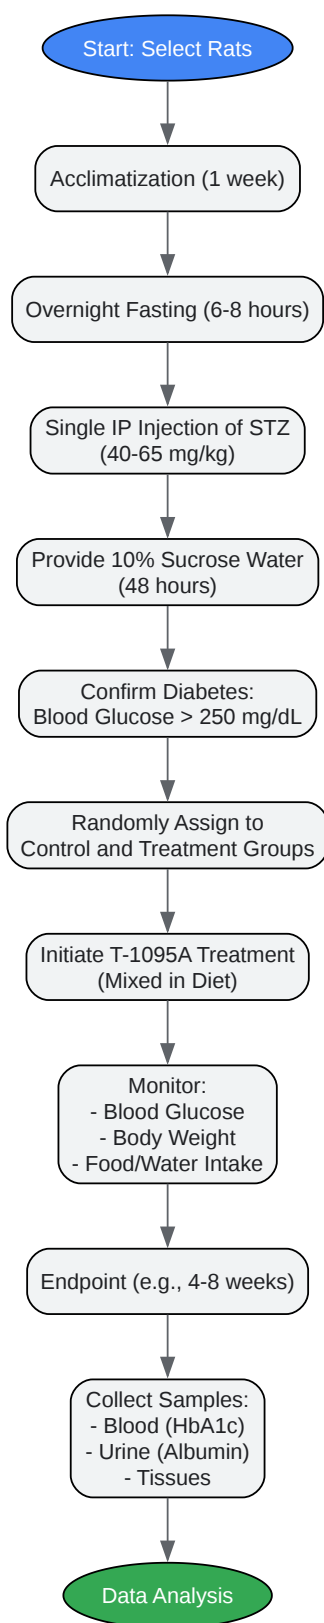 Start: Select Rats
Acclimatization (1 week)
Overnight Fasting (6-8 hours)
Single IP Injection of STZ
(40-65 mg/kg)
Provide 10% Sucrose Water
(48 hours)
Confirm Diabetes:
Blood Glucose > 250 mg/dL
Randomly Assign to
Control and Treatment Groups
Initiate T-1095A Treatment
(Mixed in Diet)
Monitor:
- Blood Glucose
- Body Weight
- Food/Water Intake
Endpoint (e.g., 4-8 weeks)
Collect Samples:
- Blood (HbA1c)
- Urine (Albumin)
- Tissues
Data Analysis